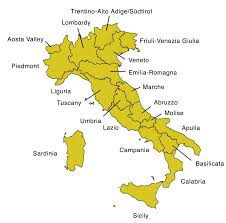 Trentino-Alto Adige/Südtirol
Lombardy
Aosta Valley
Friuli-Venezia Giulia
Veneto
Piedmont
Emilia-Romagna
Liguria
Marche
Tuscany
Abruzzo
Molise
Umbria
Lazio
Apulia
Campania
Sardinia
Basilicata
Calabria
Sicily